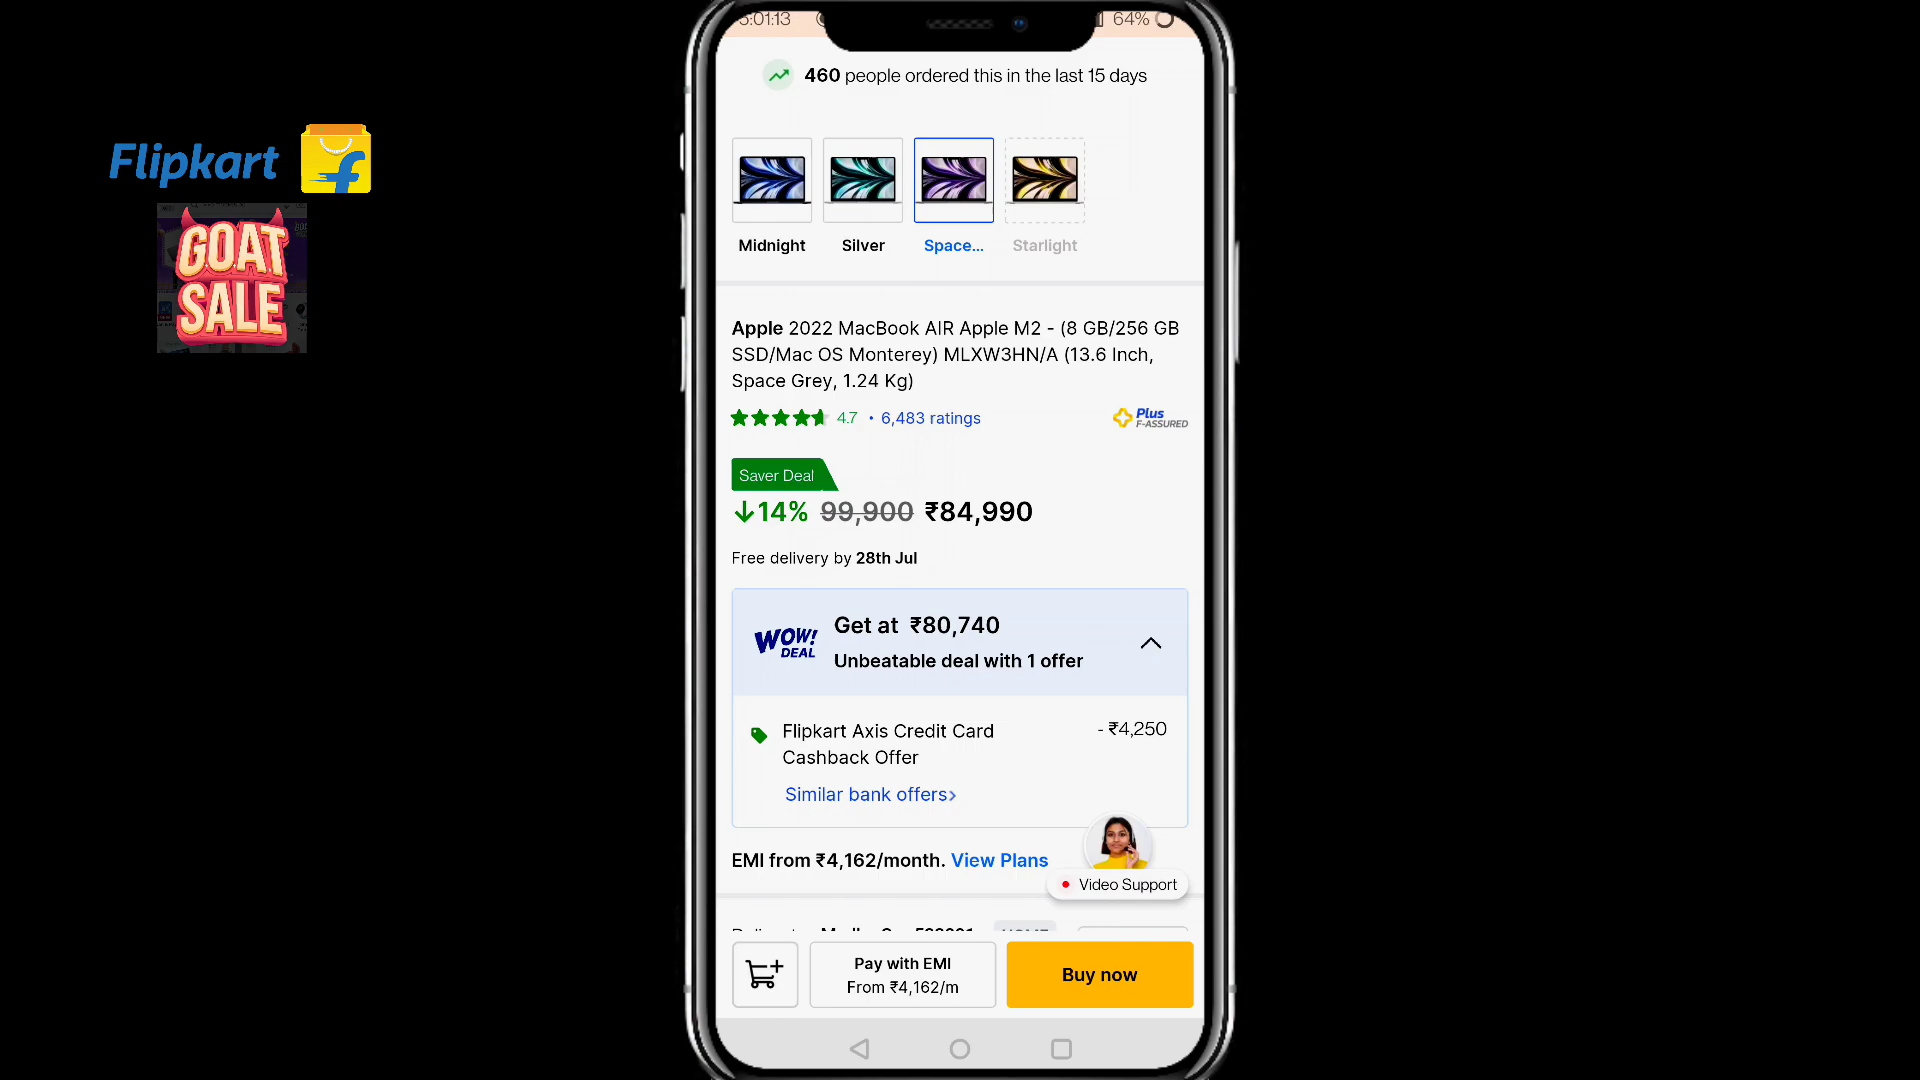 Flipkart
GOAT
SALE
5:01:13
64%
460 people ordered this in the last 15 days
Midnight
Silver
Space...
Starlight
Apple 2022 MacBook AIR Apple M2 - (8 GB/256 GB
SSD/Mac OS Monterey) MLXW3HN/A (13.6 Inch,
Space Grey, 1.24 Kg)
4.7 • 6,483 ratings
Plus
F-ASSURED
Saver Deal
↓14% 99,900 ₹84,990
Free delivery by 28th Jul
WOW!
DEAL
Get at ₹80,740
Unbeatable deal with 1 offer
Flipkart Axis Credit Card
Cashback Offer
- ₹4,250
Similar bank offers›
EMI from ₹4,162/month. View Plans
Video Support
Pay with EMI
From ₹4,162/m
Buy now